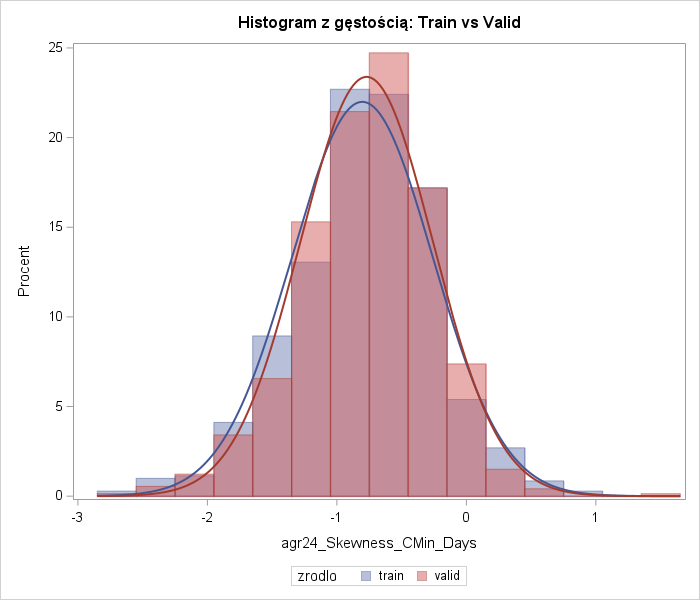 Histogram z gęstością: Train vs Valid
25
20
15
10
5
0
Procent
-3 -2 -1 0 1
agr24_Skewness_CMin_Days
zrodlo train valid